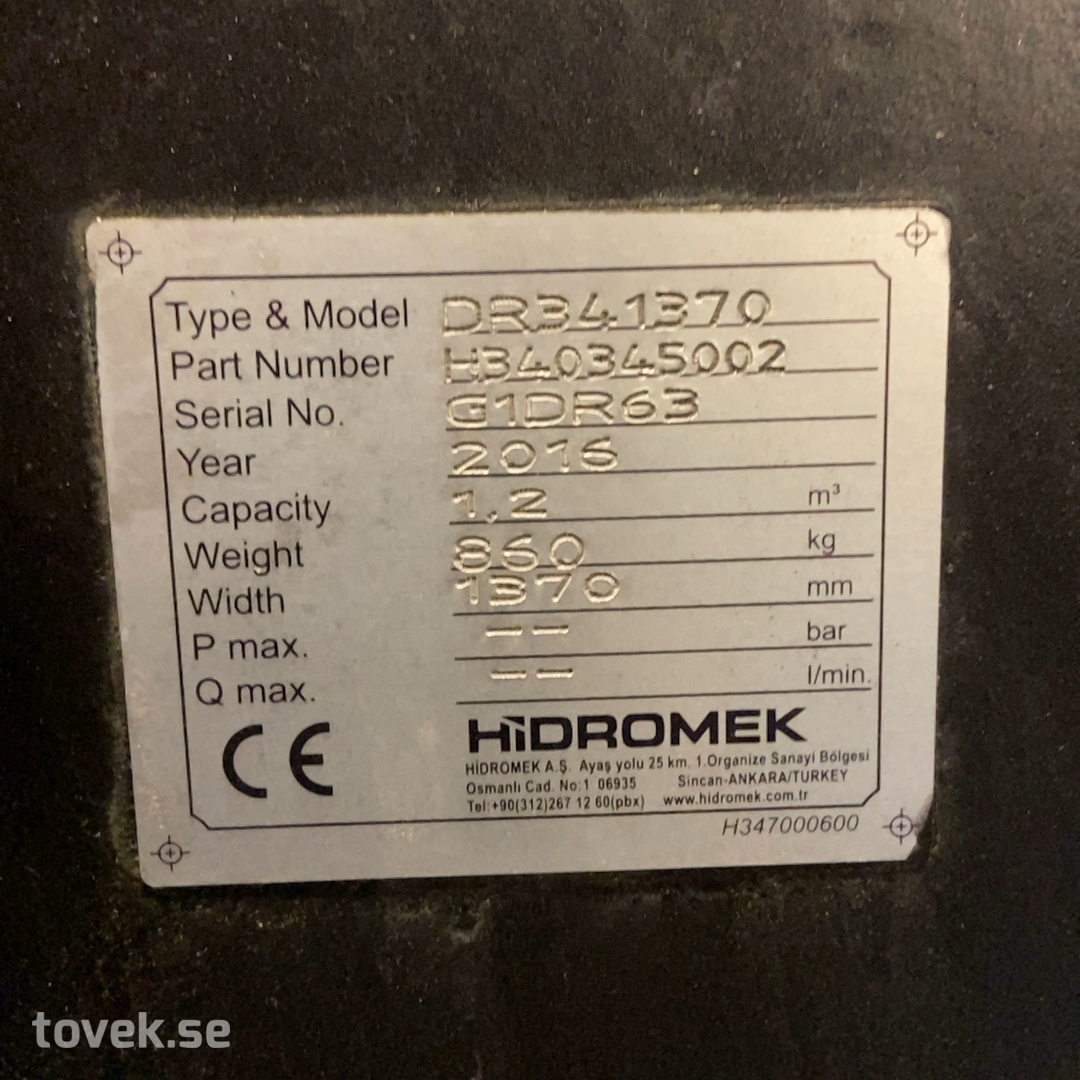 Type & Model DR341370
Part Number H340345002
Serial No. G1DR63
Year 2016
Capacity 1,2 m³
Weight 860 kg
Width 1370 mm
P max. -- bar
Q max. -- l/min.
CE HİDROMEK
HİDROMEK A.Ş. Ayaş yolu 25 km. 1.Organize Sanayi Bölgesi
Osmanlı Cad. No:1 06935 Sincan-ANKARA/TURKEY
Tel:+90(312)267 12 60(pbx) www.hidromek.com.tr
H347000600
tovek.se